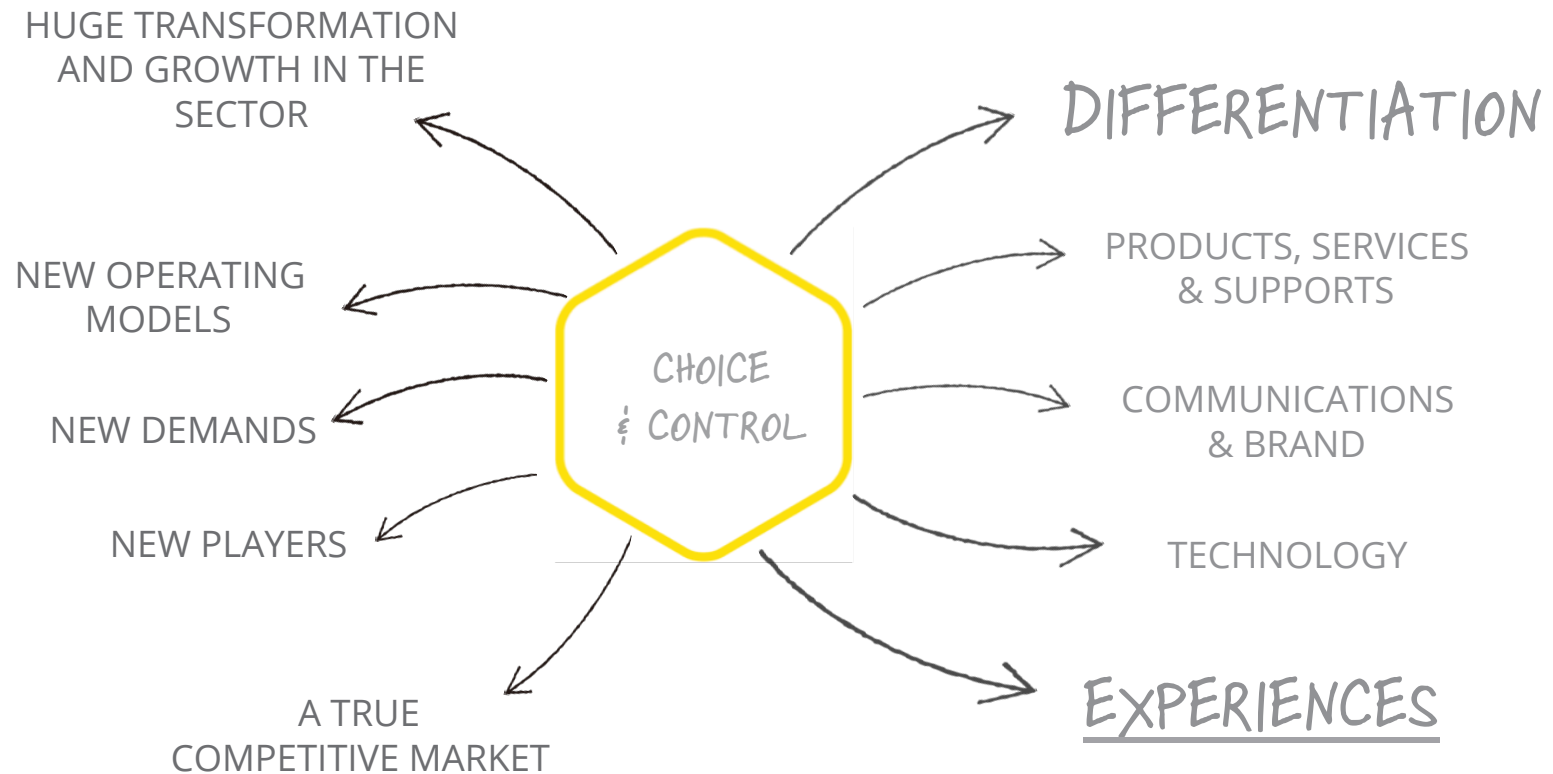 HUGE TRANSFORMATION
AND GROWTH IN THE
SECTOR
NEW OPERATING
MODELS
NEW DEMANDS
NEW PLAYERS
A TRUE
COMPETITIVE MARKET
CHOICE
& CONTROL
DIFFERENTIATION
PRODUCTS, SERVICES
& SUPPORTS
COMMUNICATIONS
& BRAND
TECHNOLOGY
EXPERIENCES